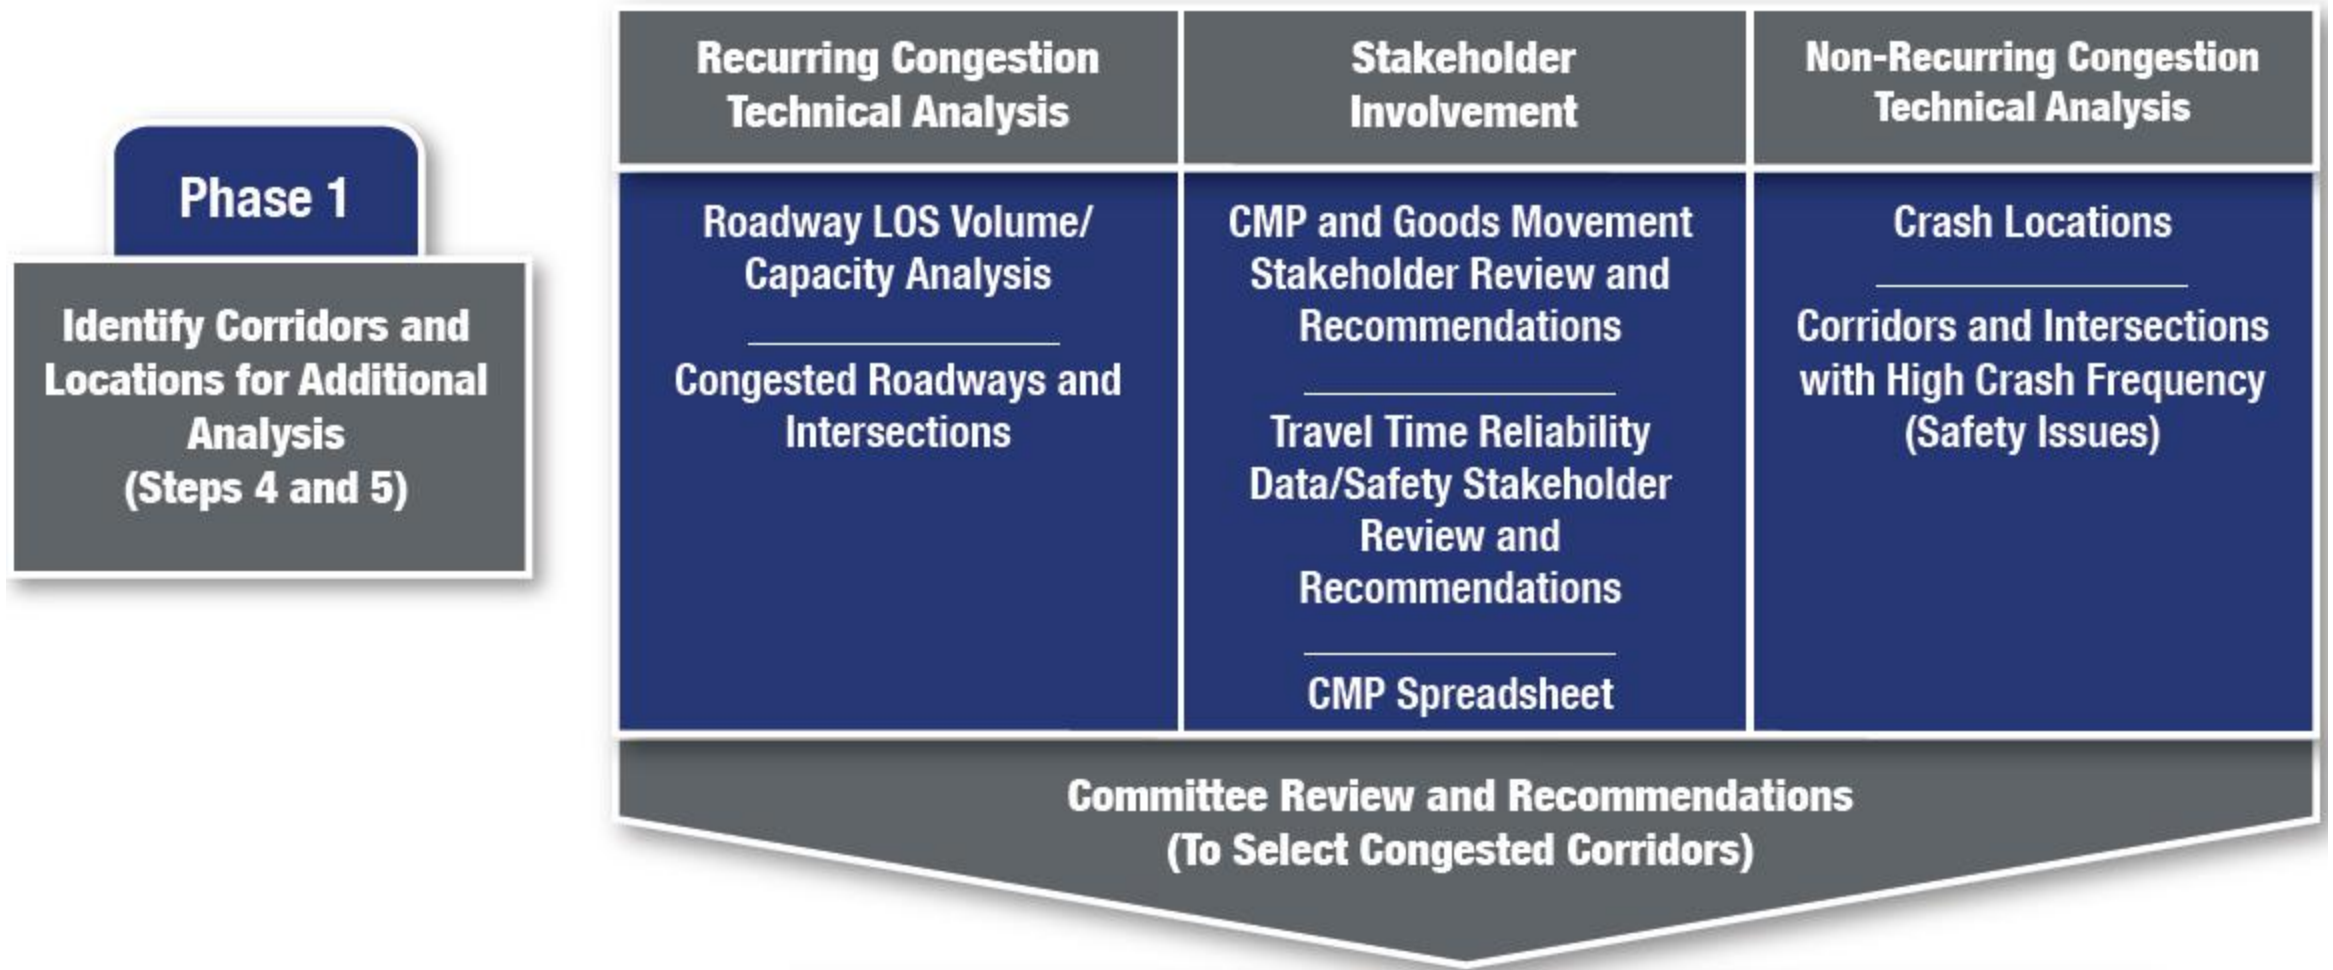 Phase 1
Identify Corridors and
Locations for Additional
Analysis
(Steps 4 and 5)
Recurring Congestion
Technical Analysis
Roadway LOS Volume/
Capacity Analysis
Congested Roadways and
Intersections
Stakeholder
Involvement
CMP and Goods Movement
Stakeholder Review and
Recommendations
Travel Time Reliability
Data/Safety Stakeholder
Review and
Recommendations
CMP Spreadsheet
Non-Recurring Congestion
Technical Analysis
Crash Locations
Corridors and Intersections
with High Crash Frequency
(Safety Issues)
Committee Review and Recommendations
(To Select Congested Corridors)